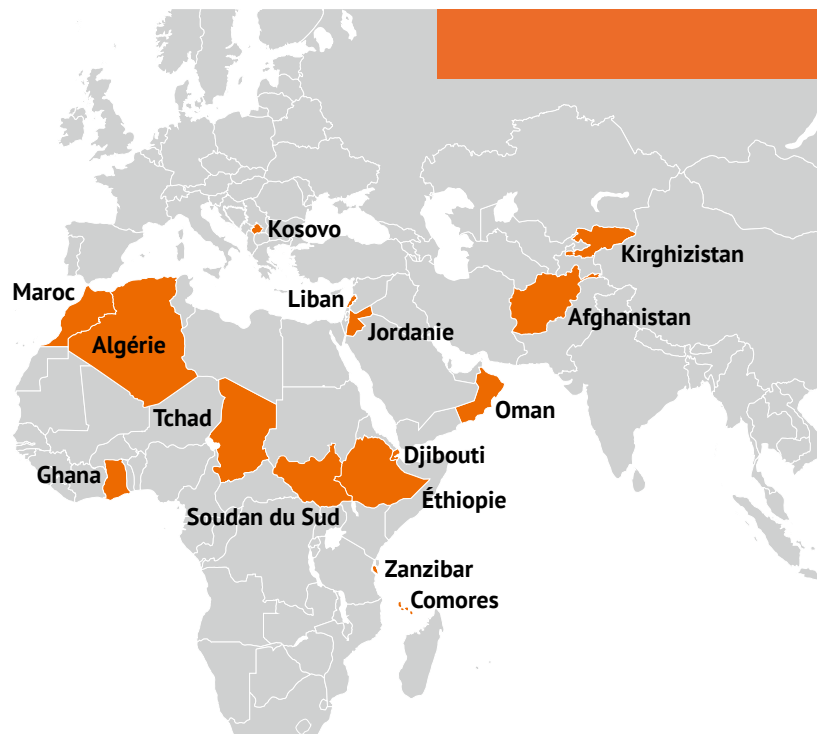 Kosovo
Kirghizistan
Maroc
Liban
Afghanistan
Jordanie
Algérie
Oman
Tchad
Djibouti
Ghana
Éthiopie
Soudan du Sud
Zanzibar
Comores